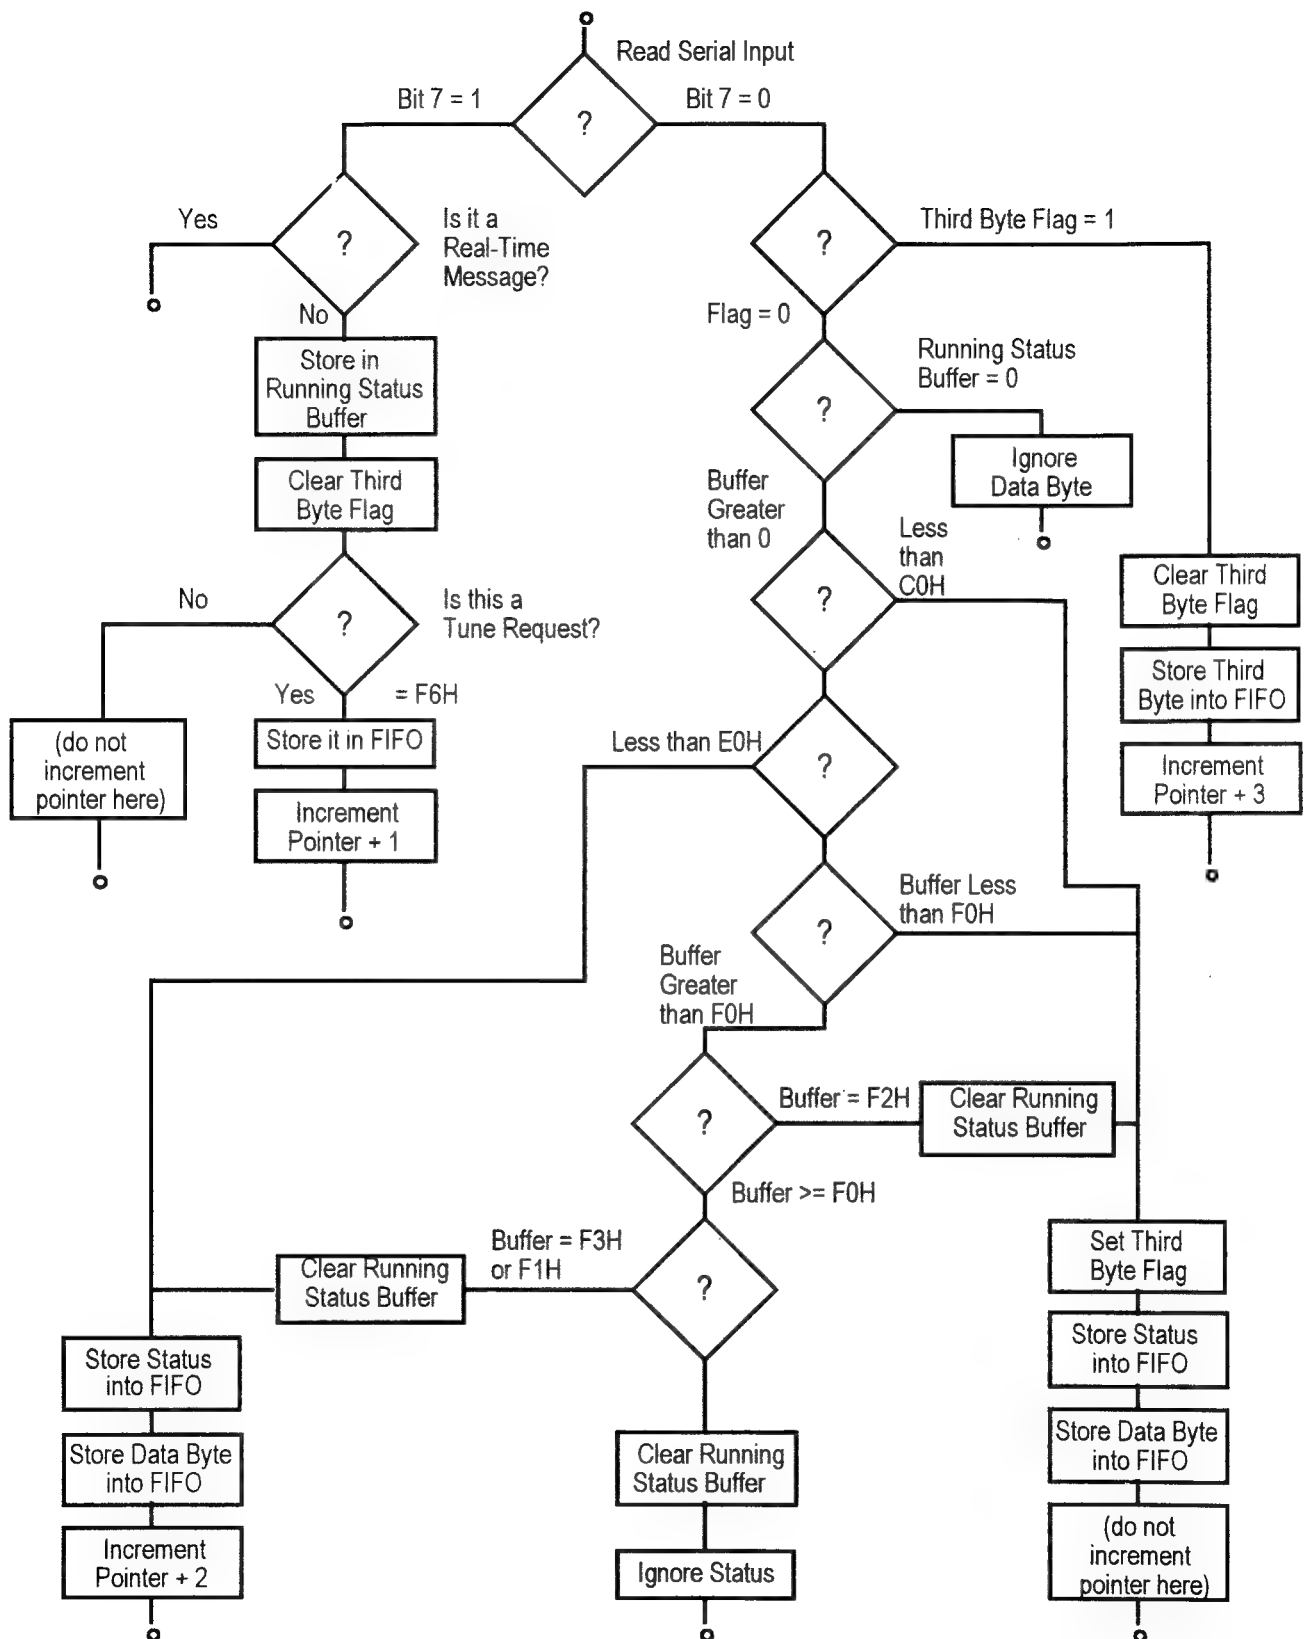 Read Serial Input
Bit 7 = 1
Bit 7 = 0
?
Yes
?
Is it a
Real-Time
Message?
No
?
Third Byte Flag = 1
Flag = 0
Store in
Running Status
Buffer
?
Running Status
Buffer = 0
Ignore
Data Byte
Clear Third
Byte Flag
Buffer
Greater
than 0
Less
than
C0H
?
Clear Third
Byte Flag
No
?
Is this a
Tune Request?
Yes
= F6H
Store Third
Byte into FIFO
(do not
increment
pointer here)
Store it in FIFO
Less than E0H
?
Increment
Pointer + 3
Increment
Pointer + 1
Buffer Less
than F0H
?
Buffer
Greater
than F0H
?
Buffer = F2H
Clear Running
Status Buffer
Buffer >= F0H
Buffer = F3H
or F1H
Clear Running
Status Buffer
?
Set Third
Byte Flag
Store Status
into FIFO
Store Status
into FIFO
Store Data Byte
into FIFO
Clear Running
Status Buffer
Store Data Byte
into FIFO
Increment
Pointer + 2
Ignore Status
(do not
increment
pointer here)